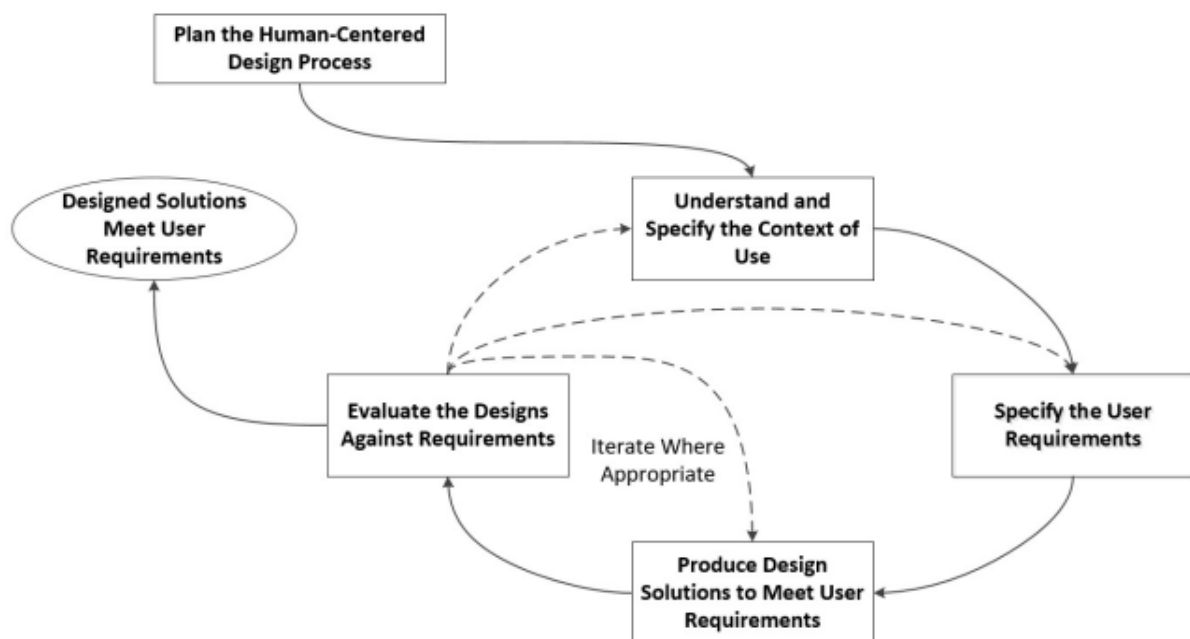 Plan the Human-Centered
Design Process
Designed Solutions
Meet User
Requirements
Understand and
Specify the Context of
Use
Evaluate the Designs
Against Requirements
Specify the User
Requirements
Iterate Where
Appropriate
Produce Design
Solutions to Meet User
Requirements